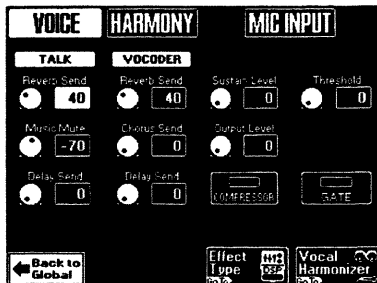 VOICE HARMONY MIC INPUT
TALK VOCODER
Reverb Send Reverb Send Sustain Level Threshold
40 40 0 0
Music Mute Chorus Send Output Level
-70 0 0
Delay Send Delay Send
0 0 COMPRESSOR GATE
Back to Global
Effect Type DSP
Vocal Harmonizer